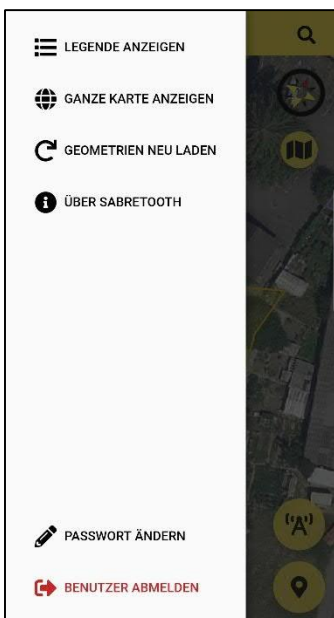 LEGENDE ANZEIGEN
GANZE KARTE ANZEIGEN
GEOMETRIEN NEU LADEN
ÜBER SABRETOOTH
PASSWORT ÄNDERN
BENUTZER ABMELDEN